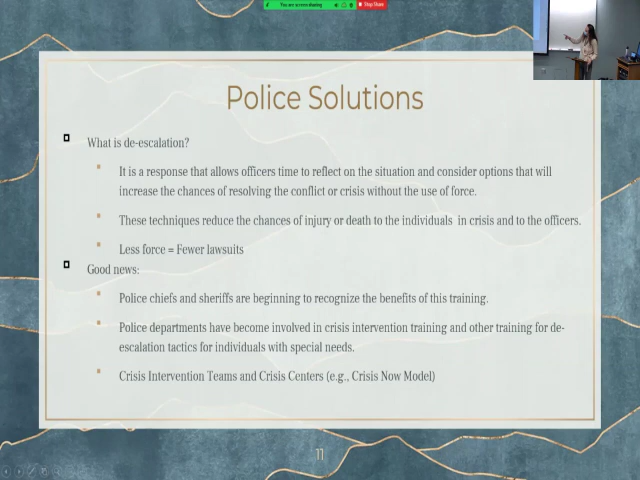 You are screen sharing
Stop Share
Police Solutions
What is de-escalation?
It is a response that allows officers time to reflect on the situation and consider options that will
increase the chances of resolving the conflict or crisis without the use of force.
These techniques reduce the chances of injury or death to the individuals in crisis and to the officers.
Less force = Fewer lawsuits
Good news:
Police chiefs and sheriffs are beginning to recognize the benefits of this training.
Police departments have become involved in crisis intervention training and other training for de-
escalation tactics for individuals with special needs.
Crisis Intervention Teams and Crisis Centers (e.g., Crisis Now Model)
11